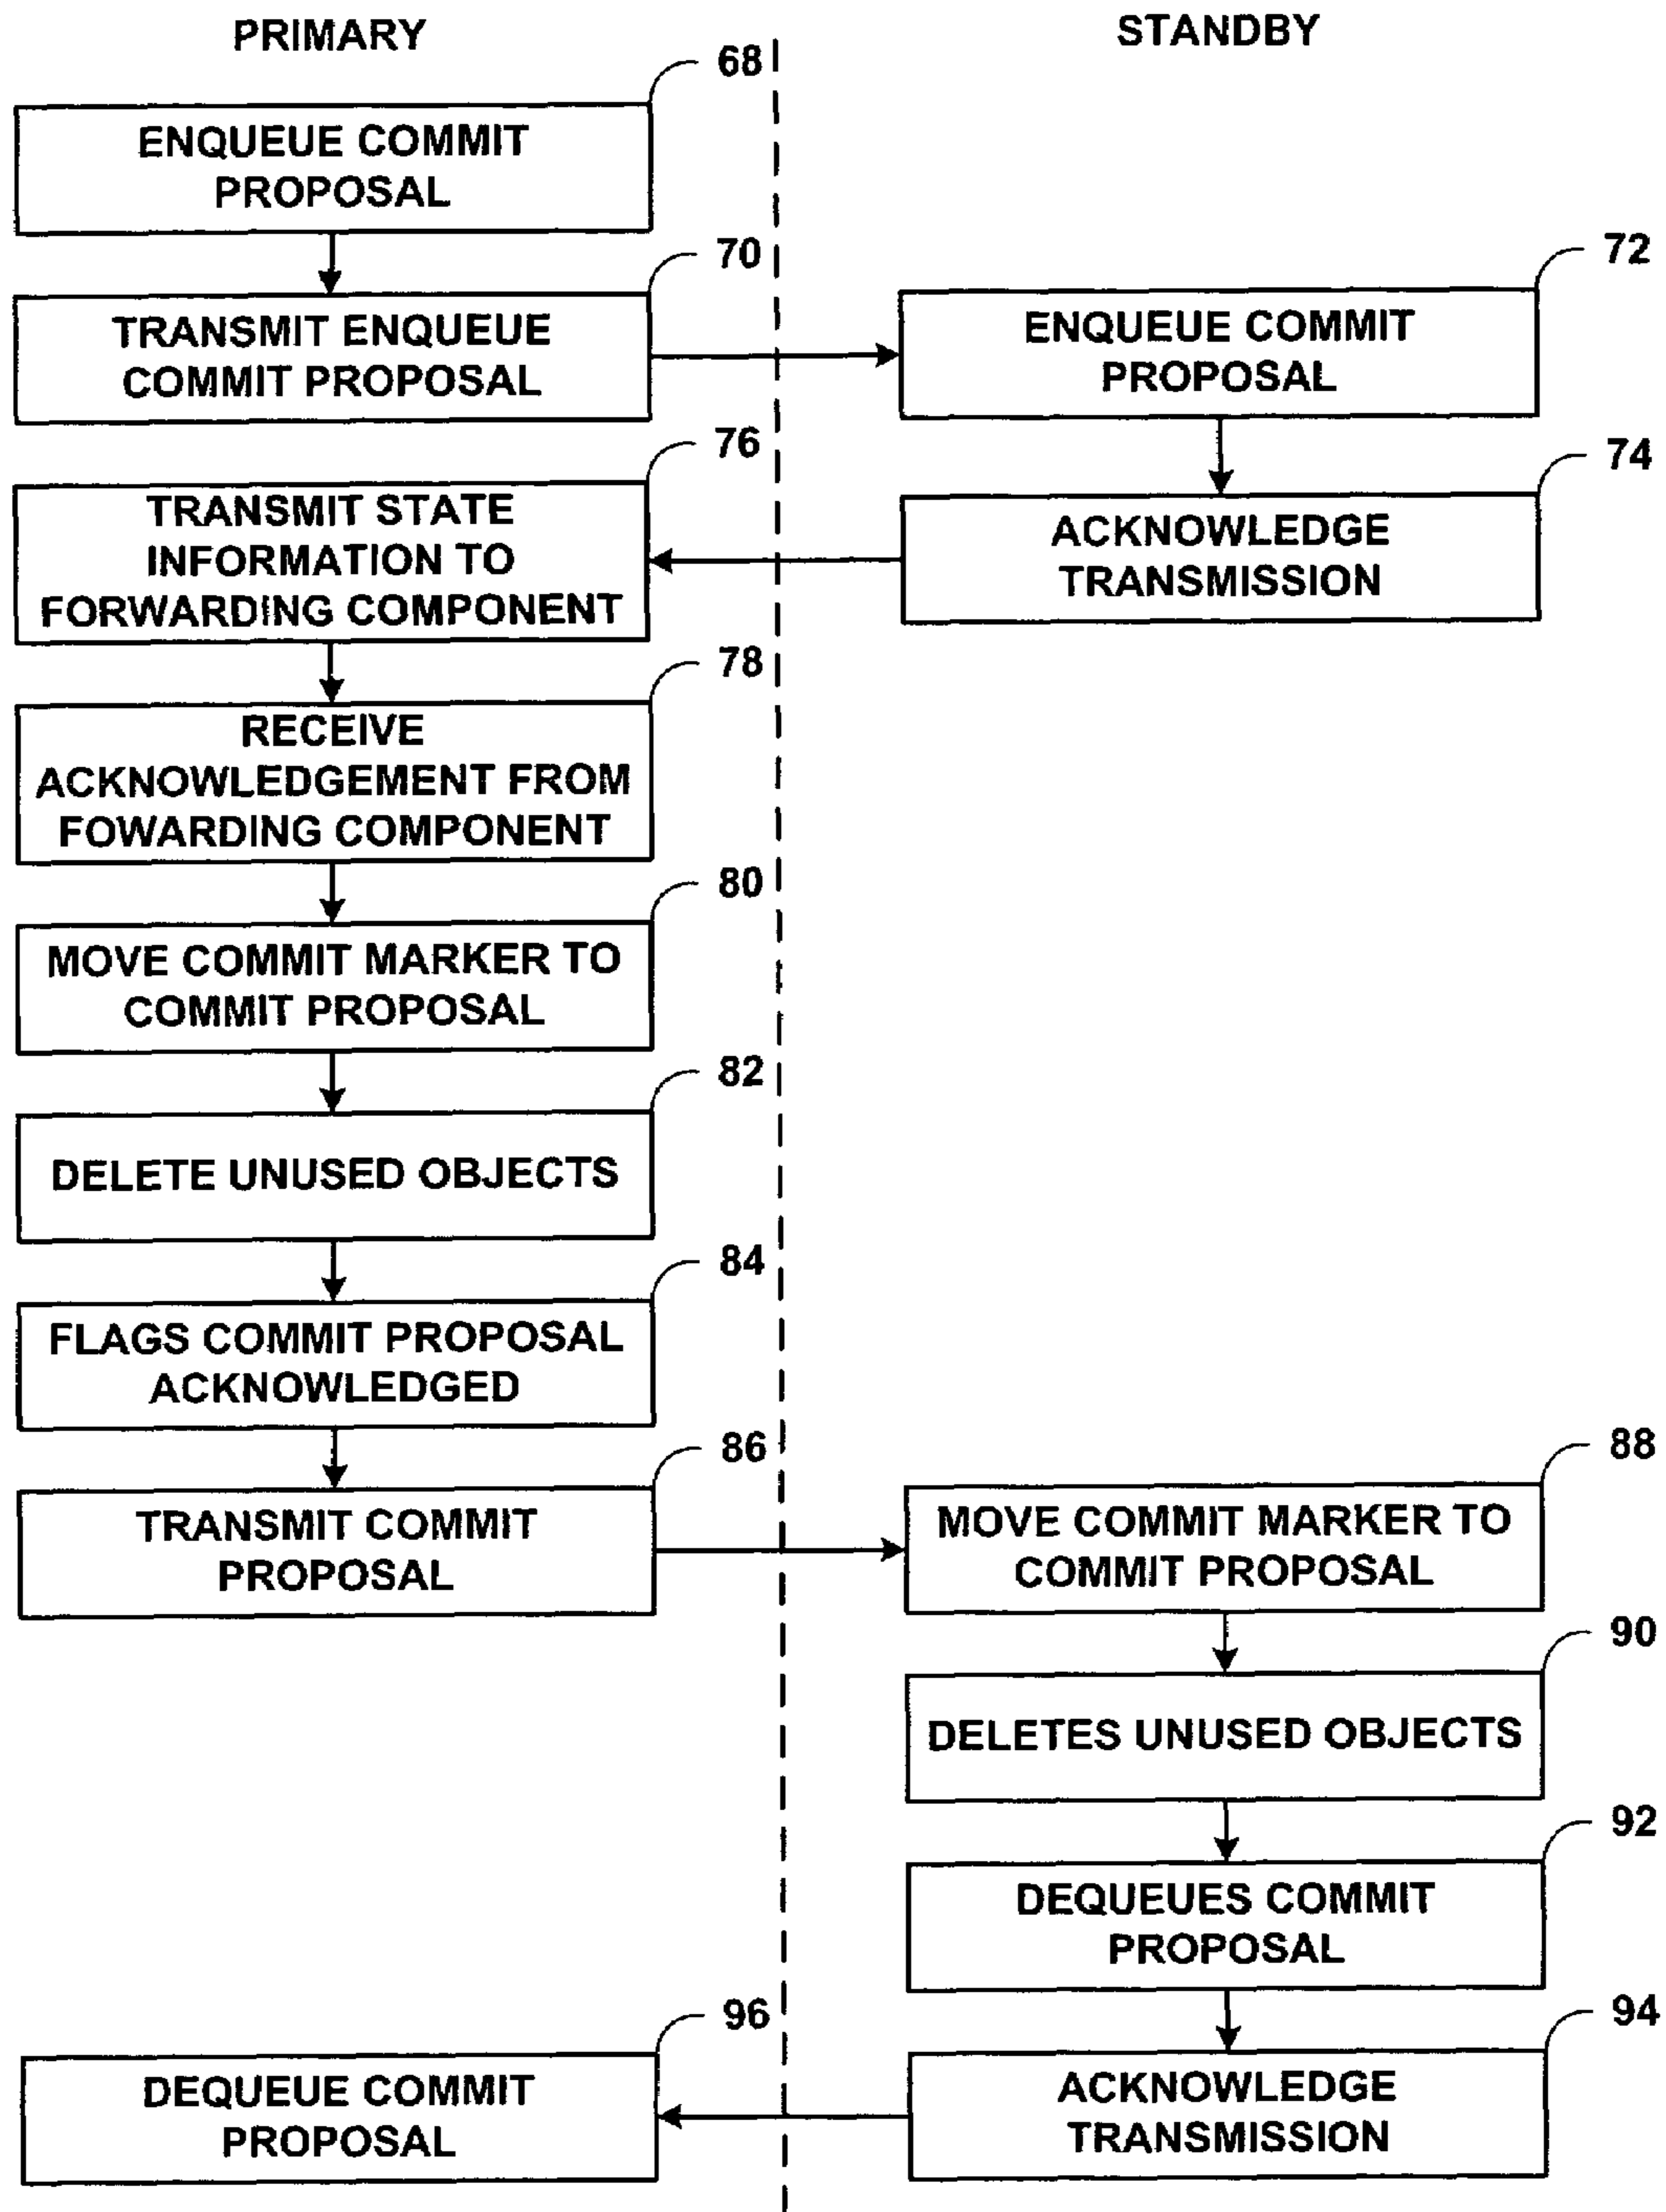 PRIMARY
STANDBY
68
ENQUEUE COMMIT
PROPOSAL
70
TRANSMIT ENQUEUE
COMMIT PROPOSAL
72
ENQUEUE COMMIT
PROPOSAL
74
ACKNOWLEDGE
TRANSMISSION
76
TRANSMIT STATE
INFORMATION TO
FORWARDING COMPONENT
78
RECEIVE
ACKNOWLEDGEMENT FROM
FOWARDING COMPONENT
80
MOVE COMMIT MARKER TO
COMMIT PROPOSAL
82
DELETE UNUSED OBJECTS
84
FLAGS COMMIT PROPOSAL
ACKNOWLEDGED
86
TRANSMIT COMMIT
PROPOSAL
88
MOVE COMMIT MARKER TO
COMMIT PROPOSAL
90
DELETES UNUSED OBJECTS
92
DEQUEUES COMMIT
PROPOSAL
94
ACKNOWLEDGE
TRANSMISSION
96
DEQUEUE COMMIT
PROPOSAL